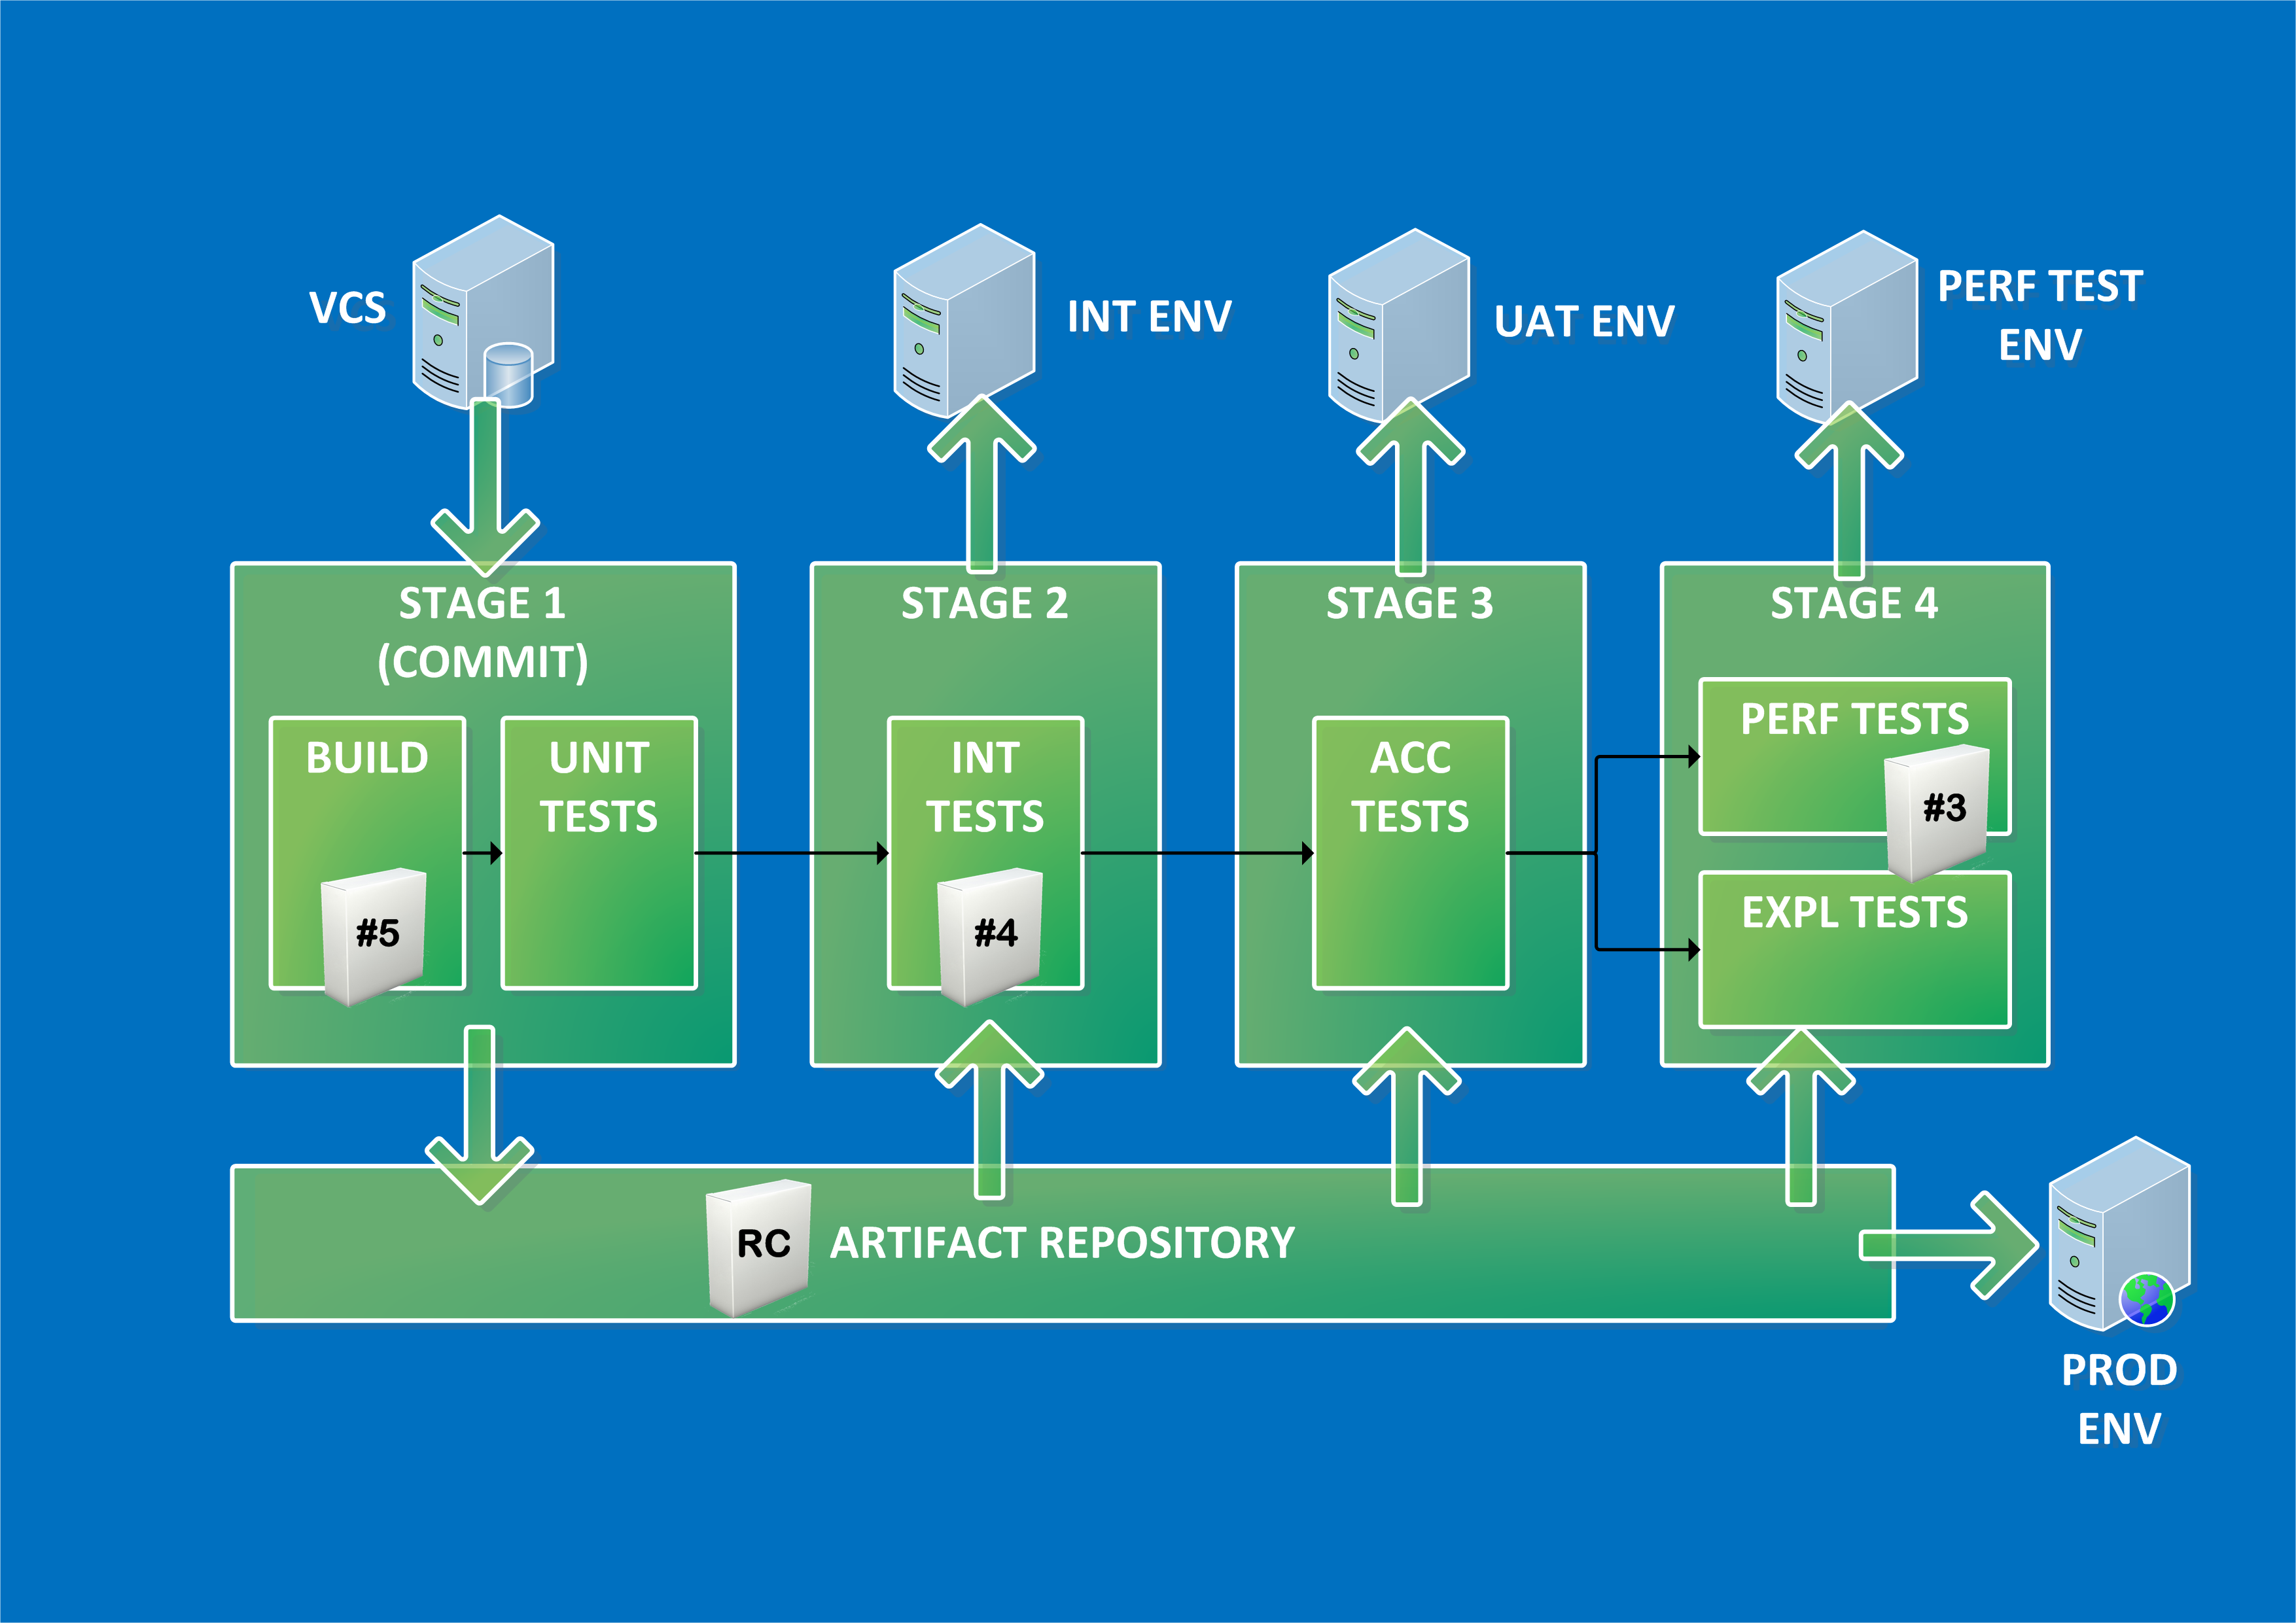 VCS
INT ENV
UAT ENV
PERF TEST
ENV
STAGE 1
(COMMIT)
BUILD
#5
UNIT
TESTS
STAGE 2
INT
TESTS
#4
STAGE 3
ACC
TESTS
STAGE 4
PERF TESTS
#3
EXPL TESTS
RC
ARTIFACT REPOSITORY
PROD
ENV